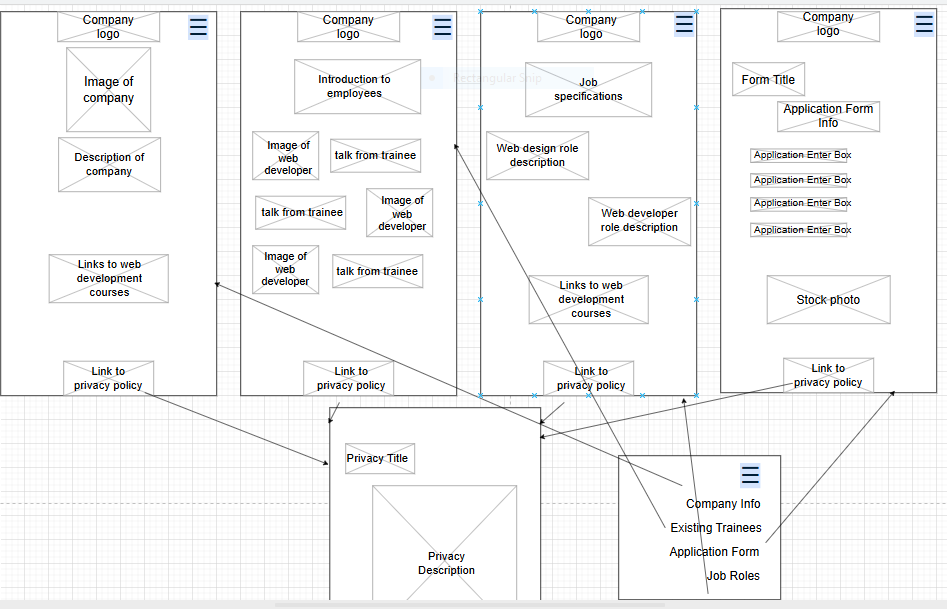 Company
logo
Image of
company
Description of
company
Links to web
development
courses
Link to
privacy policy
Company
logo
Introduction to
employees
Image of
web
developer
talk from trainee
talk from trainee
Image of
web
developer
Image of
web
developer
talk from trainee
Link to
privacy policy
Rectangular Snip
Company
logo
Job
specifications
Web design role
description
Web developer
role description
Links to web
development
courses
Link to
privacy policy
Company
logo
Form Title
Application Form
Info
Application Enter Box
Application Enter Box
Application Enter Box
Application Enter Box
Stock photo
Link to
privacy policy
Privacy Title
Privacy
Description
Company Info
Existing Trainees
Application Form
Job Roles